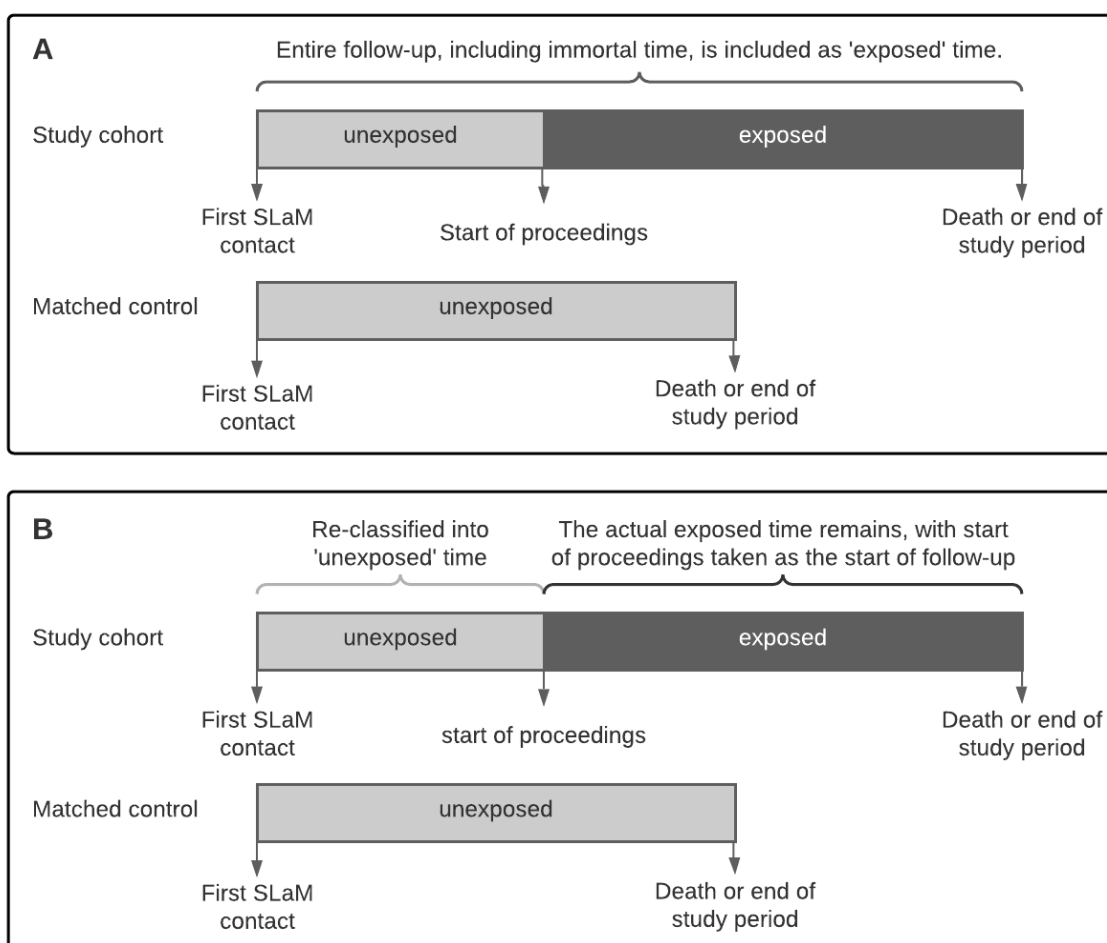 A
Entire follow-up, including immortal time, is included as 'exposed' time.
Study cohort
unexposed
exposed
First SLaM
contact
Start of proceedings
Death or end of
study period
Matched control
unexposed
First SLaM
contact
Death or end of
study period
B
Re-classified into
'unexposed' time
The actual exposed time remains, with start
of proceedings taken as the start of follow-up
Study cohort
unexposed
exposed
First SLaM
contact
start of proceedings
Death or end of
study period
Matched control
unexposed
First SLaM
contact
Death or end of
study period